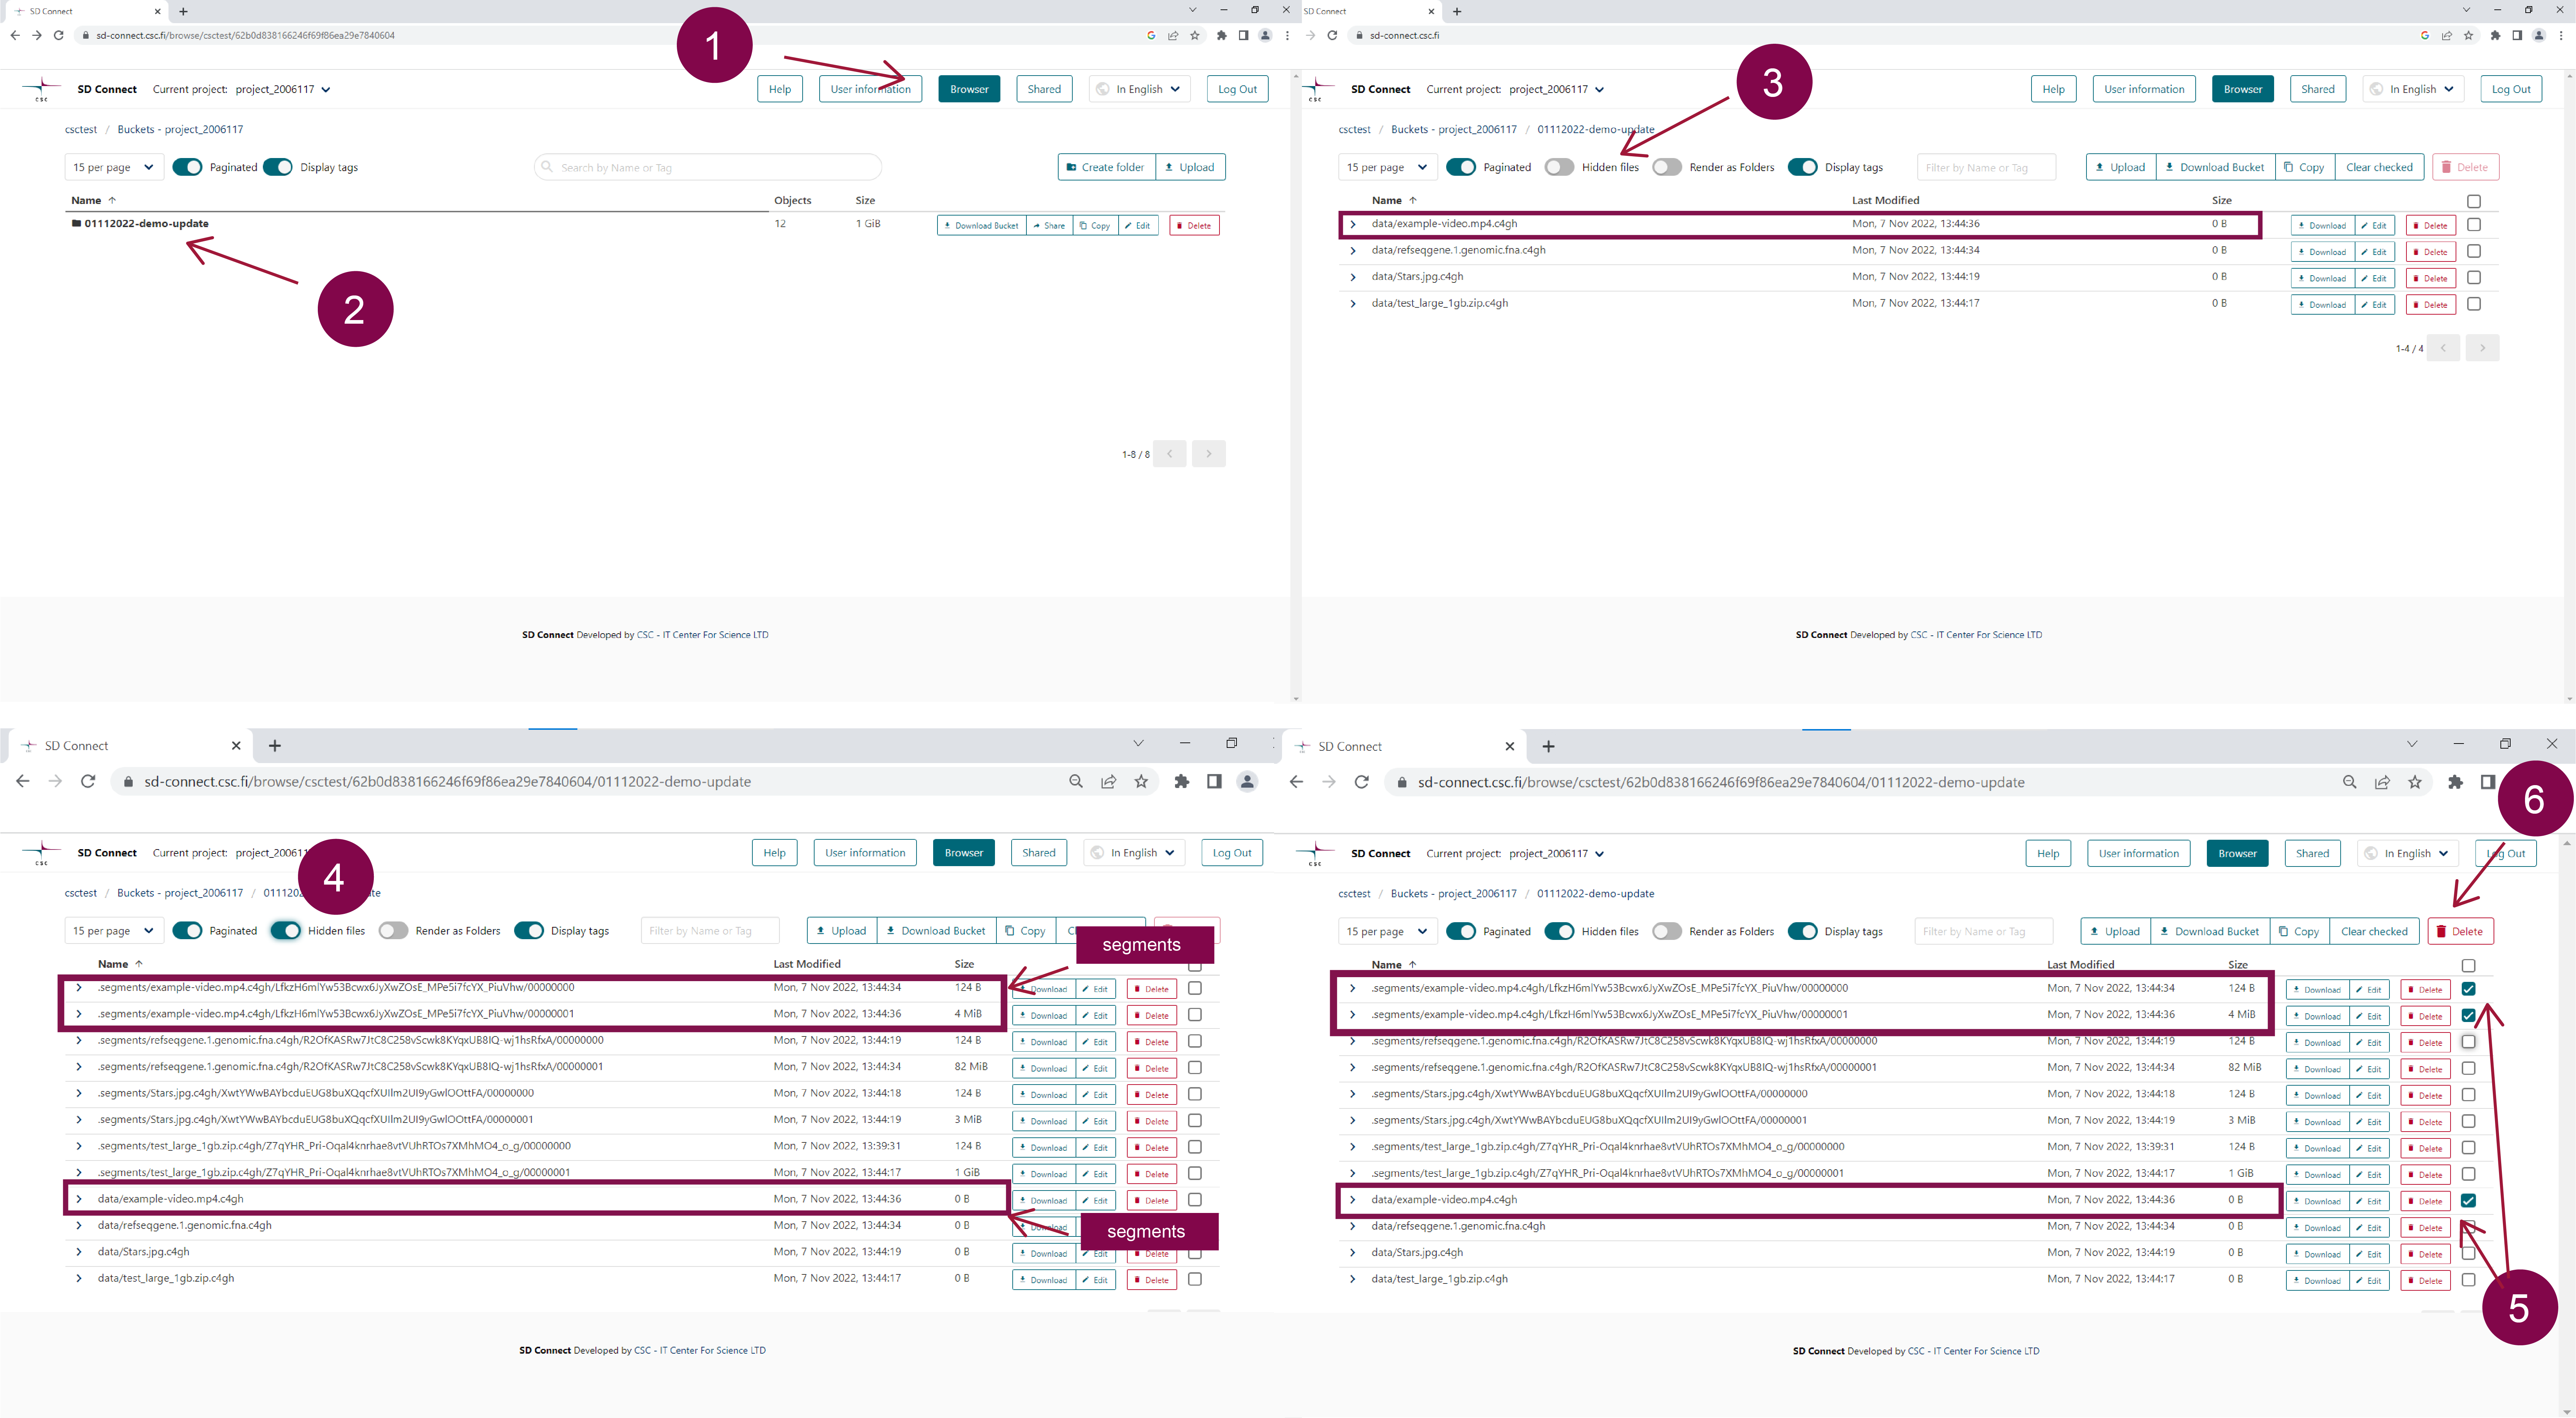 SD Connect
sd-connect.csc.fi/browse/csctest/62b0d838166246f69f86ea29e7840604
1
CSC
SD Connect Current project: project_2006117 Help User information Browser Shared In English Log Out
csctest / Buckets - project_2006117
15 per page Paginated Display tags Search by Name or Tag Create folder Upload
Name Objects Size
01112022-demo-update 12 1 GiB Download Bucket Share Copy Edit Delete
2
1-8 / 8
SD Connect Developed by CSC - IT Center For Science LTD
SD Connect
sd-connect.csc.fi
3
CSC
SD Connect Current project: project_2006117 Help User information Browser Shared In English Log Out
csctest / Buckets - project_2006117 / 01112022-demo-update
15 per page Paginated Hidden files Render as Folders Display tags Filter by Name or Tag Upload Download Bucket Copy Clear checked Delete
Name Last Modified Size
data/example-video.mp4.c4gh Mon, 7 Nov 2022, 13:44:36 0 B Download Edit Delete
data/refseqgene.1.genomic.fna.c4gh Mon, 7 Nov 2022, 13:44:34 0 B Download Edit Delete
data/Stars.jpg.c4gh Mon, 7 Nov 2022, 13:44:19 0 B Download Edit Delete
data/test_large_1gb.zip.c4gh Mon, 7 Nov 2022, 13:44:17 0 B Download Edit Delete
1-4 / 4
SD Connect Developed by CSC - IT Center For Science LTD
SD Connect
sd-connect.csc.fi/browse/csctest/62b0d838166246f69f86ea29e7840604/01112022-demo-update
CSC
SD Connect Current project: project_20061 Help User information Browser Shared In English Log Out
4
csctest / Buckets - project_2006117 / 011120 te
15 per page Paginated Hidden files Render as Folders Display tags Filter by Name or Tag Upload Download Bucket Copy
segments
Name Last Modified Size
.segments/example-video.mp4.c4gh/LfkzH6mlYw53Bcwx6JyXwZOsE_MPe5i7fcYX_PiuVhw/00000000 Mon, 7 Nov 2022, 13:44:34 124 B Download Edit Delete
.segments/example-video.mp4.c4gh/LfkzH6mlYw53Bcwx6JyXwZOsE_MPe5i7fcYX_PiuVhw/00000001 Mon, 7 Nov 2022, 13:44:36 4 MiB Download Edit Delete
.segments/refseqgene.1.genomic.fna.c4gh/R2OfKASRw7JtC8C258vScwk8KYqxUB8IQ-wj1hsRfxA/00000000 Mon, 7 Nov 2022, 13:44:19 124 B Download Edit Delete
.segments/refseqgene.1.genomic.fna.c4gh/R2OfKASRw7JtC8C258vScwk8KYqxUB8IQ-wj1hsRfxA/00000001 Mon, 7 Nov 2022, 13:44:34 82 MiB Download Edit Delete
.segments/Stars.jpg.c4gh/XwtYWwBAYbcduEUG8buXQqcfXUIlm2UI9yGwlOOttFA/00000000 Mon, 7 Nov 2022, 13:44:18 124 B Download Edit Delete
.segments/Stars.jpg.c4gh/XwtYWwBAYbcduEUG8buXQqcfXUIlm2UI9yGwlOOttFA/00000001 Mon, 7 Nov 2022, 13:44:19 3 MiB Download Edit Delete
.segments/test_large_1gb.zip.c4gh/Z7qYHR_Pri-Oqal4knrhae8vtVUhRTOs7XMhMO4_o_g/00000000 Mon, 7 Nov 2022, 13:39:31 124 B Download Edit Delete
.segments/test_large_1gb.zip.c4gh/Z7qYHR_Pri-Oqal4knrhae8vtVUhRTOs7XMhMO4_o_g/00000001 Mon, 7 Nov 2022, 13:44:17 1 GiB Download Edit Delete
data/example-video.mp4.c4gh Mon, 7 Nov 2022, 13:44:36 0 B Download Edit Delete
data/refseqgene.1.genomic.fna.c4gh Mon, 7 Nov 2022, 13:44:34 0 B Download
segments
data/Stars.jpg.c4gh Mon, 7 Nov 2022, 13:44:19 0 B Download Edit Delete
data/test_large_1gb.zip.c4gh Mon, 7 Nov 2022, 13:44:17 0 B Download Edit Delete
SD Connect Developed by CSC - IT Center For Science LTD
SD Connect
sd-connect.csc.fi/browse/csctest/62b0d838166246f69f86ea29e7840604/01112022-demo-update
6
CSC
SD Connect Current project: project_2006117 Help User information Browser Shared In English Log Out
csctest / Buckets - project_2006117 / 01112022-demo-update
15 per page Paginated Hidden files Render as Folders Display tags Filter by Name or Tag Upload Download Bucket Copy Clear checked Delete
Name Last Modified Size
.segments/example-video.mp4.c4gh/LfkzH6mlYw53Bcwx6JyXwZOsE_MPe5i7fcYX_PiuVhw/00000000 Mon, 7 Nov 2022, 13:44:34 124 B Download Edit Delete
.segments/example-video.mp4.c4gh/LfkzH6mlYw53Bcwx6JyXwZOsE_MPe5i7fcYX_PiuVhw/00000001 Mon, 7 Nov 2022, 13:44:36 4 MiB Download Edit Delete
.segments/refseqgene.1.genomic.fna.c4gh/R2OfKASRw7JtC8C258vScwk8KYqxUB8IQ-wj1hsRfxA/00000000 Mon, 7 Nov 2022, 13:44:19 124 B Download Edit Delete
.segments/refseqgene.1.genomic.fna.c4gh/R2OfKASRw7JtC8C258vScwk8KYqxUB8IQ-wj1hsRfxA/00000001 Mon, 7 Nov 2022, 13:44:34 82 MiB Download Edit Delete
.segments/Stars.jpg.c4gh/XwtYWwBAYbcduEUG8buXQqcfXUIlm2UI9yGwlOOttFA/00000000 Mon, 7 Nov 2022, 13:44:18 124 B Download Edit Delete
.segments/Stars.jpg.c4gh/XwtYWwBAYbcduEUG8buXQqcfXUIlm2UI9yGwlOOttFA/00000001 Mon, 7 Nov 2022, 13:44:19 3 MiB Download Edit Delete
.segments/test_large_1gb.zip.c4gh/Z7qYHR_Pri-Oqal4knrhae8vtVUhRTOs7XMhMO4_o_g/00000000 Mon, 7 Nov 2022, 13:39:31 124 B Download Edit Delete
.segments/test_large_1gb.zip.c4gh/Z7qYHR_Pri-Oqal4knrhae8vtVUhRTOs7XMhMO4_o_g/00000001 Mon, 7 Nov 2022, 13:44:17 1 GiB Download Edit Delete
data/example-video.mp4.c4gh Mon, 7 Nov 2022, 13:44:36 0 B Download Edit Delete
data/refseqgene.1.genomic.fna.c4gh Mon, 7 Nov 2022, 13:44:34 0 B Download Edit Delete
data/Stars.jpg.c4gh Mon, 7 Nov 2022, 13:44:19 0 B Download Edit Delete
data/test_large_1gb.zip.c4gh Mon, 7 Nov 2022, 13:44:17 0 B Download Edit Delete
5
SD Connect Developed by CSC - IT Center For Science LTD